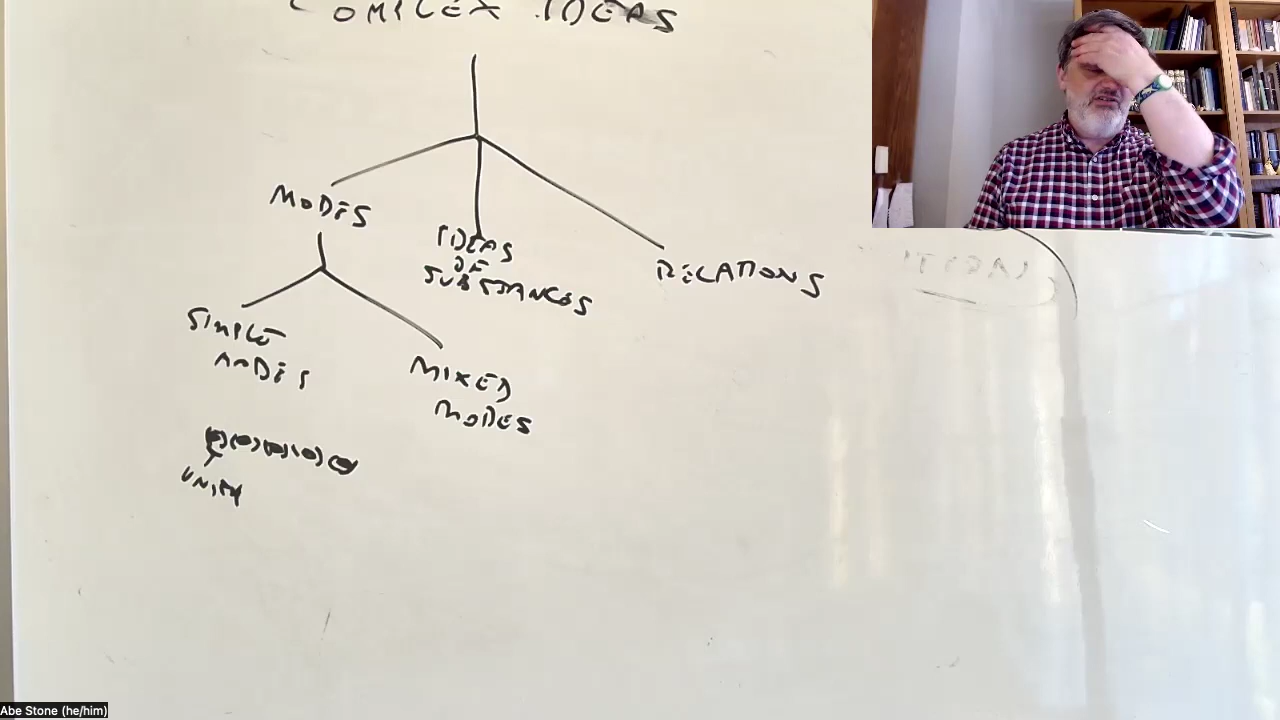 COMPLEX IDEAS
MODES
IDEAS
OF
SUBSTANCES
RELATIONS
SIMPLE
MODES
MIXED
MODES
UNITY
Abe Stone (he/him)